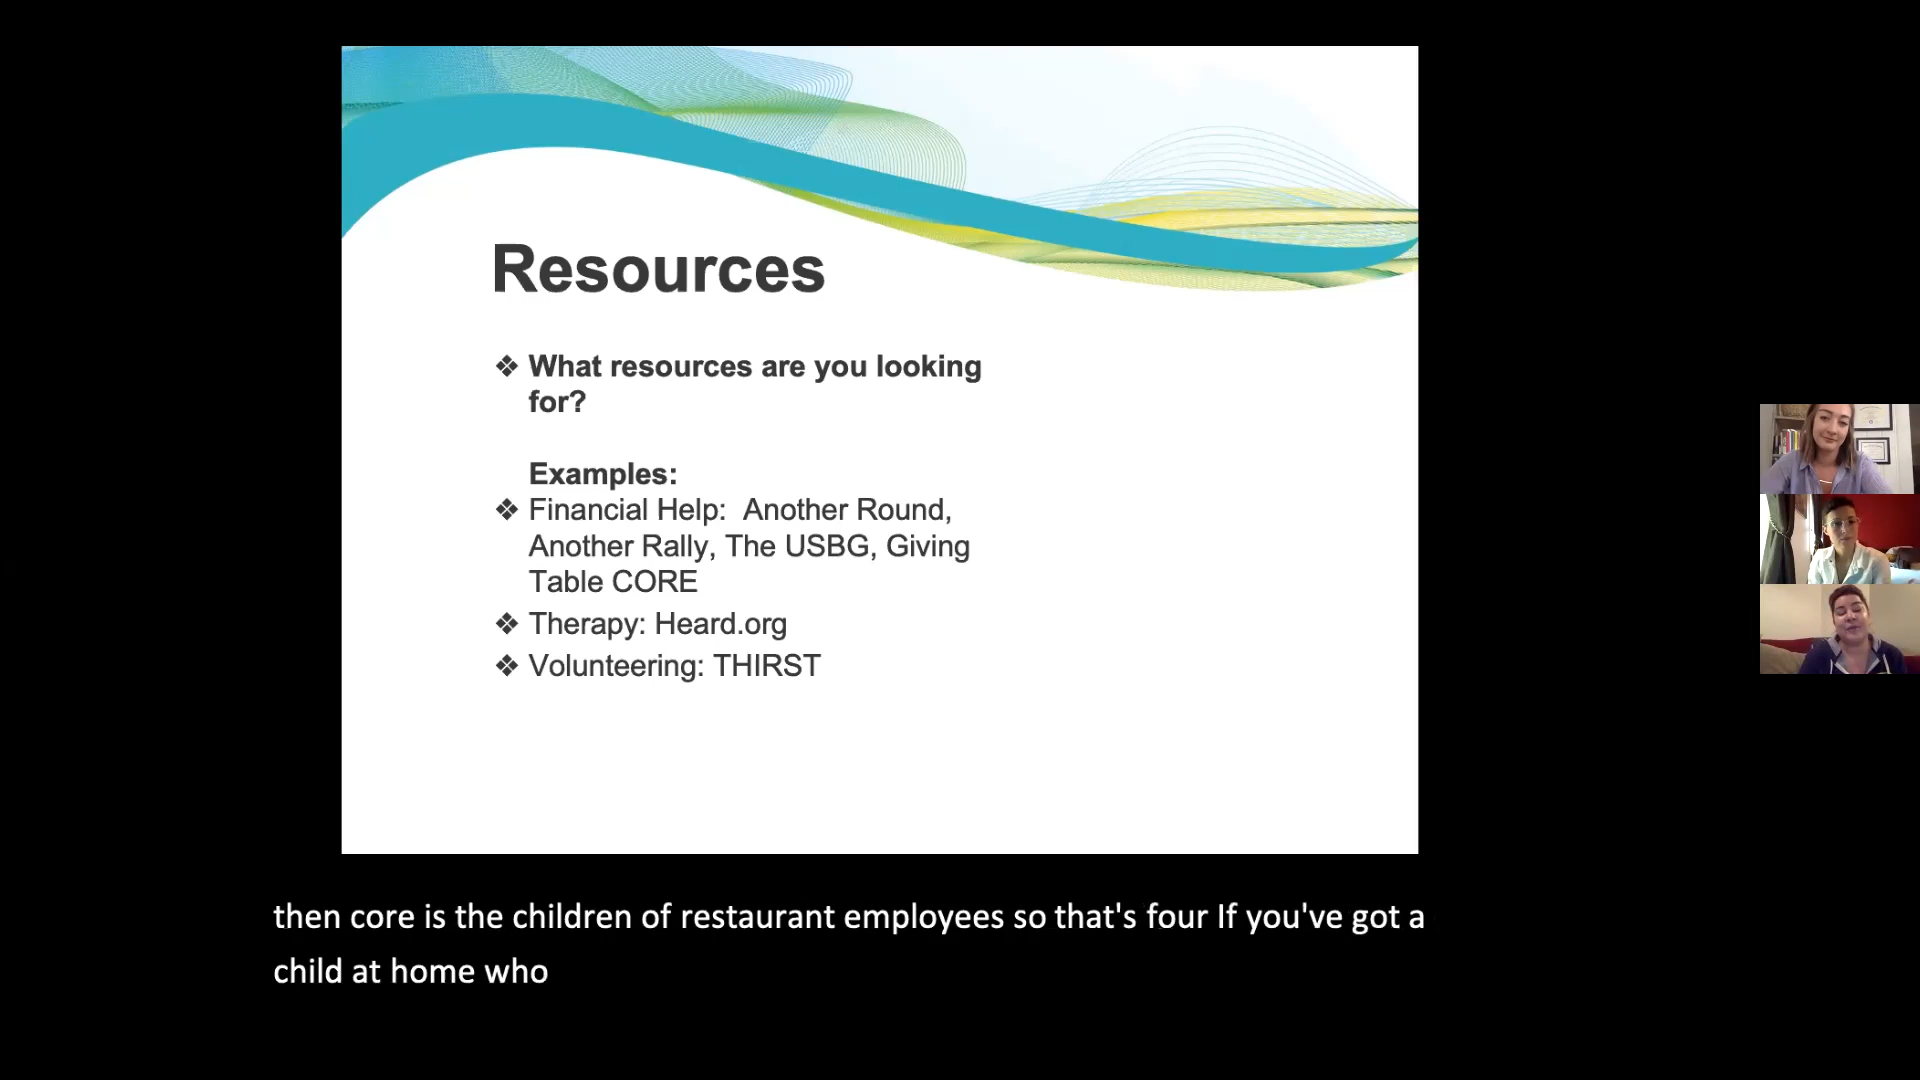 Resources
❖ What resources are you looking
for?
Examples:
❖ Financial Help:  Another Round,
Another Rally, The USBG, Giving
Table CORE
❖ Therapy: Heard.org
❖ Volunteering: THIRST
then core is the children of restaurant employees so that's four If you've got a
child at home who